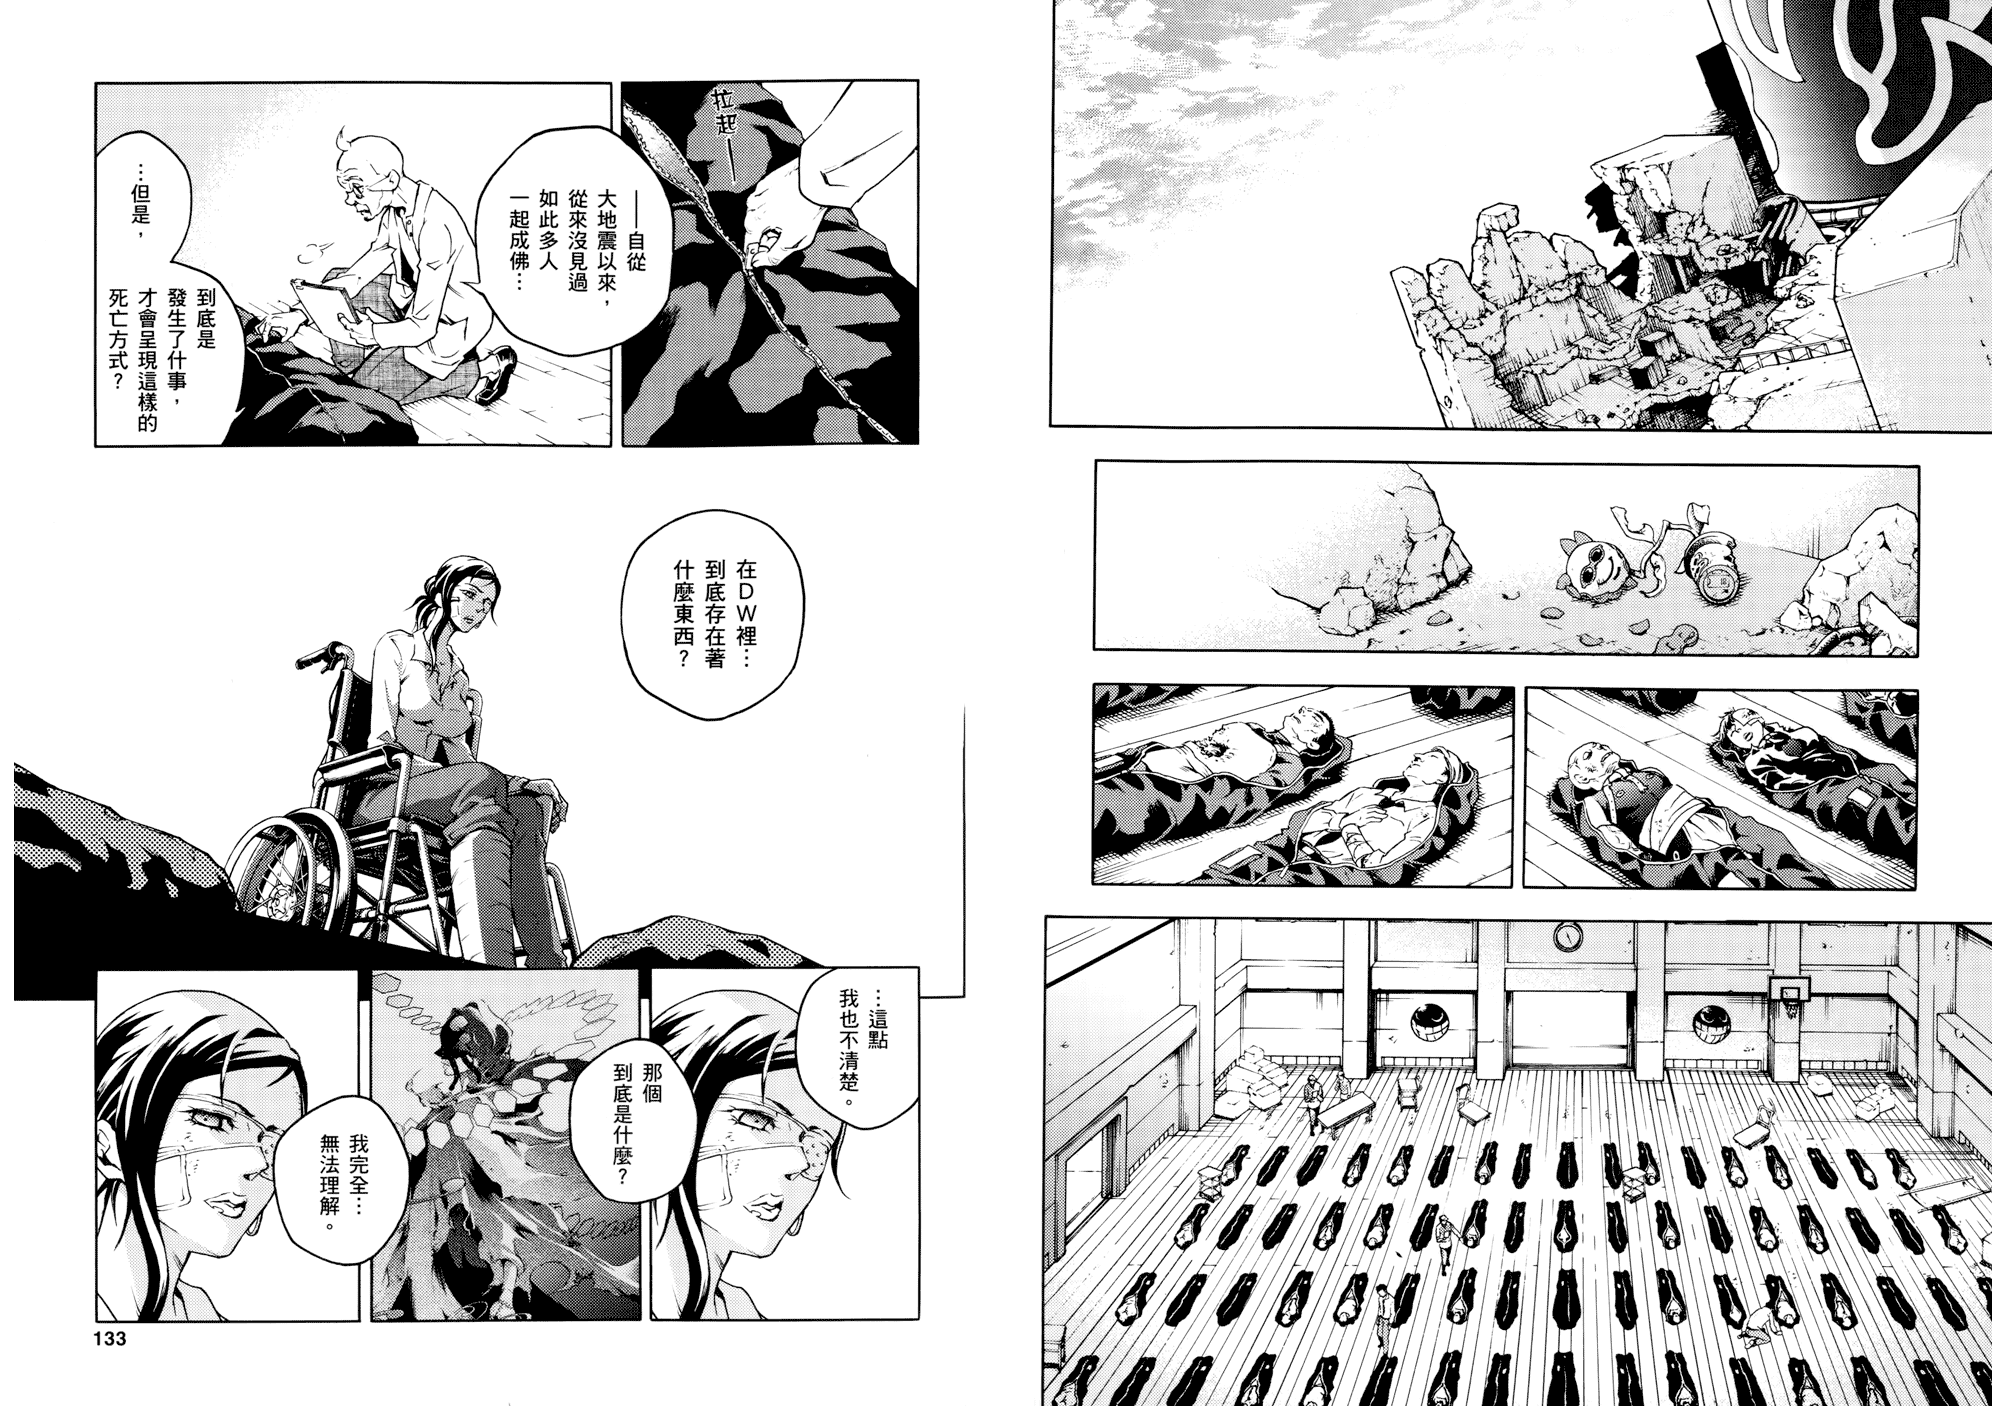 拉起——
——自從
大地震以來，
從來沒見過
如此多人
一起成佛…
…但是，
到底是
發生了什事，
才會呈現這樣的
死亡方式？
在DW裡…
到底存在著
什麼東西？
…這點
我也不清楚。
那個
到底是什麼？
我完全…
無法理解。
133